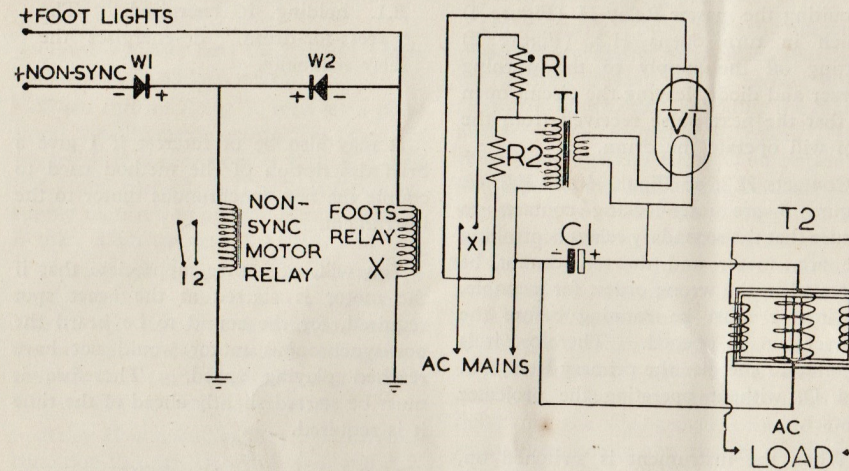 +FOOT LIGHTS
+NON-SYNC
W1
- +
W2
+ -
NON-
SYNC
MOTOR
RELAY
1 2
FOOTS
RELAY
X
R1
T1
R2
V1
X1
C1
- +
T2
AC MAINS
AC
LOAD